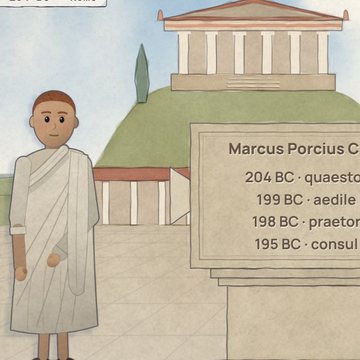 Marcus Porcius C
204 BC · quaesto
199 BC · aedile
198 BC · praetor
195 BC · consul